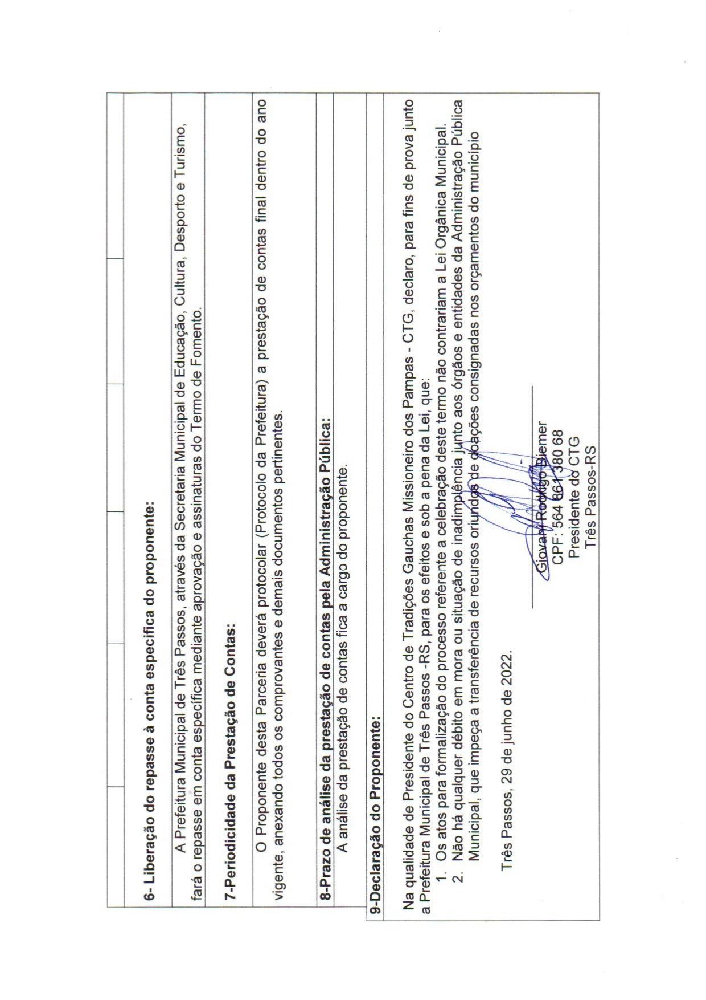 6- Liberação do repasse à conta especifica do proponente:
A Prefeitura Municipal de Três Passos, através da Secretaria Municipal de Educação, Cultura, Desporto e Turismo,
fará o repasse em conta específica mediante aprovação e assinaturas do Termo de Fomento.
7-Periodicidade da Prestação de Contas:
O Proponente desta Parceria deverá protocolar (Protocolo da Prefeitura) a prestação de contas final dentro do ano
vigente, anexando todos os comprovantes e demais documentos pertinentes.
8-Prazo de análise da prestação de contas pela Administração Pública:
A análise da prestação de contas fica a cargo do proponente.
9-Declaração do Proponente:
Na qualidade de Presidente do Centro de Tradições Gauchas Missioneiro dos Pampas - CTG, declaro, para fins de prova junto
a Prefeitura Municipal de Três Passos -RS, para os efeitos e sob a pena da Lei, que:
1. Os atos para formalização do processo referente a celebração deste termo não contrariam a Lei Orgânica Municipal.
2. Não há qualquer débito em mora ou situação de inadimplência junto aos órgãos e entidades da Administração Pública
Municipal, que impeça a transferência de recursos oriundos de doações consignadas nos orçamentos do município
Três Passos, 29 de junho de 2022.
Giovani Rodrigo Diemer
CPF: 564 861 380 68
Presidente do CTG
Três Passos-RS